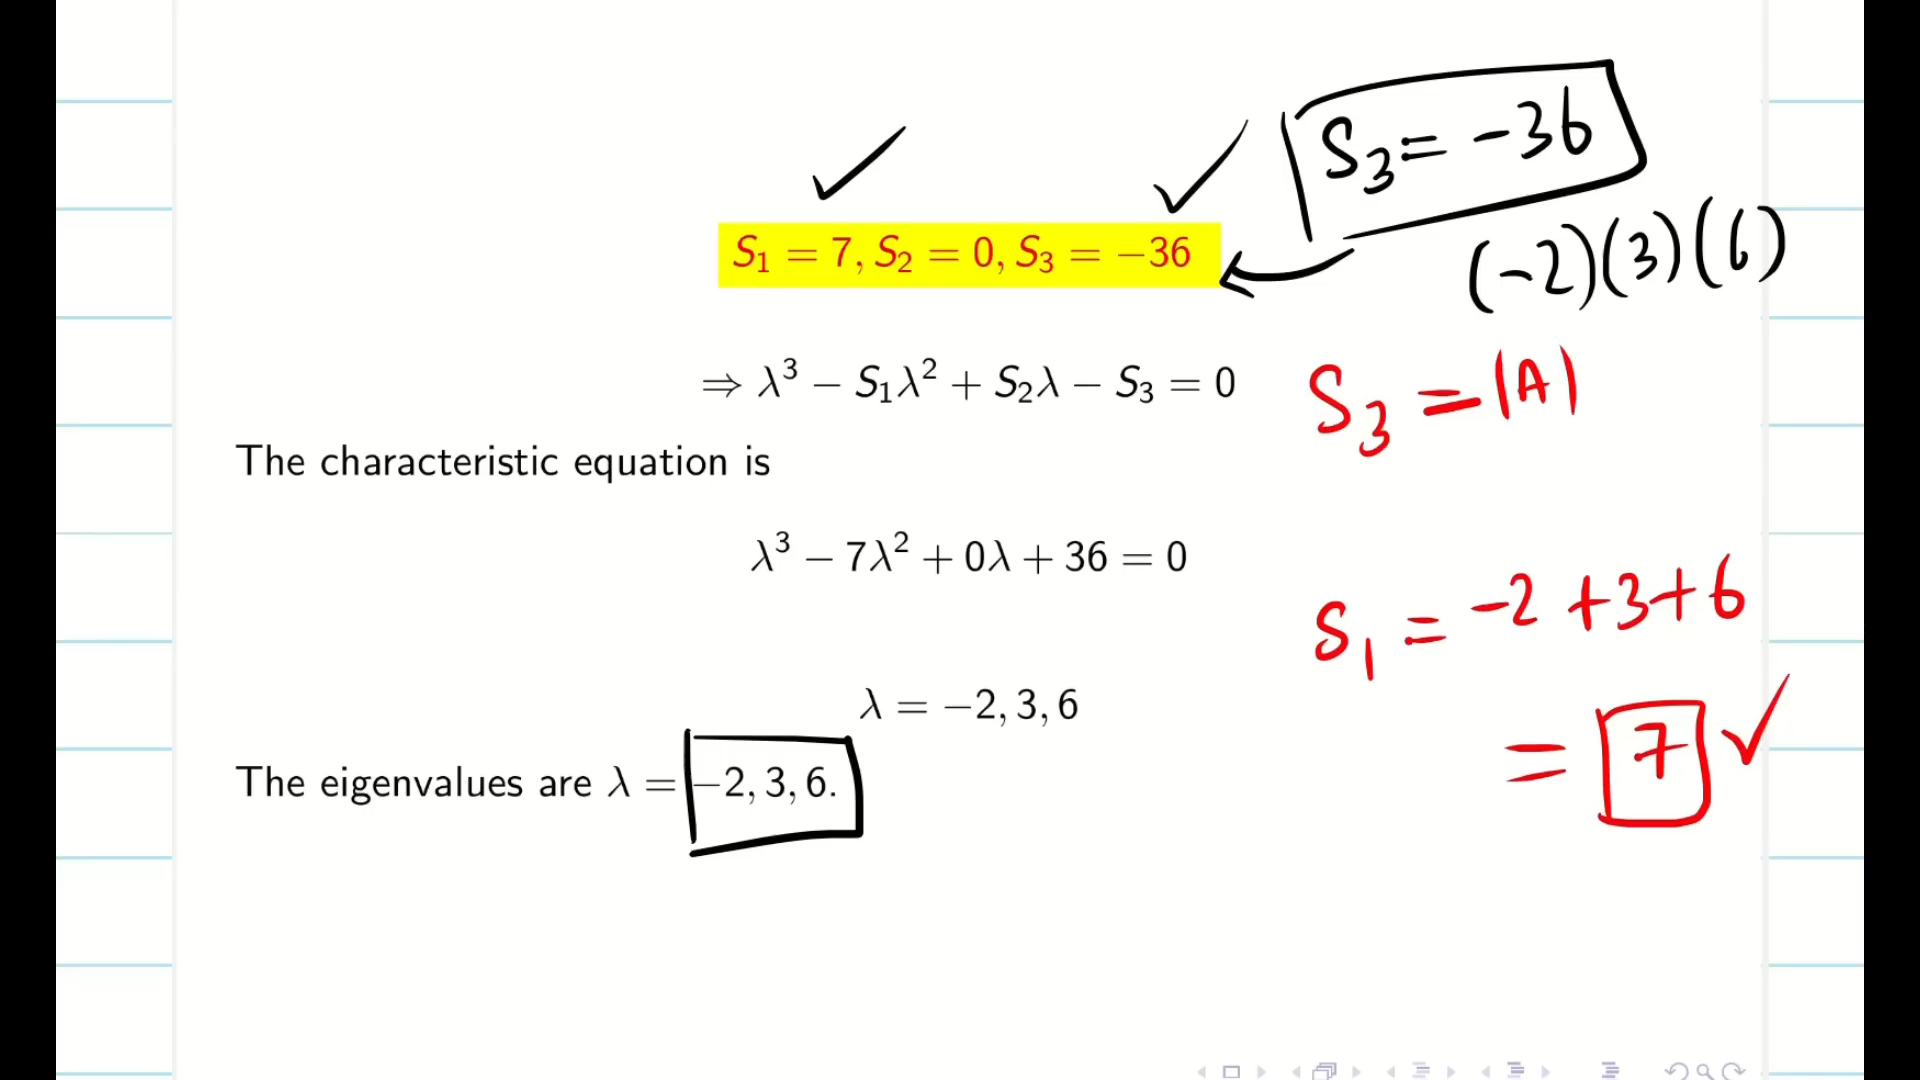 S₃ = -36
(-2)(3)(6)
S₁ = 7, S₂ = 0, S₃ = −36
⇒ λ³ − S₁λ² + S₂λ − S₃ = 0
S₃ = |A|
The characteristic equation is
λ³ − 7λ² + 0λ + 36 = 0
S₁ = -2 + 3 + 6
= 7
λ = −2, 3, 6
The eigenvalues are λ = −2, 3, 6.